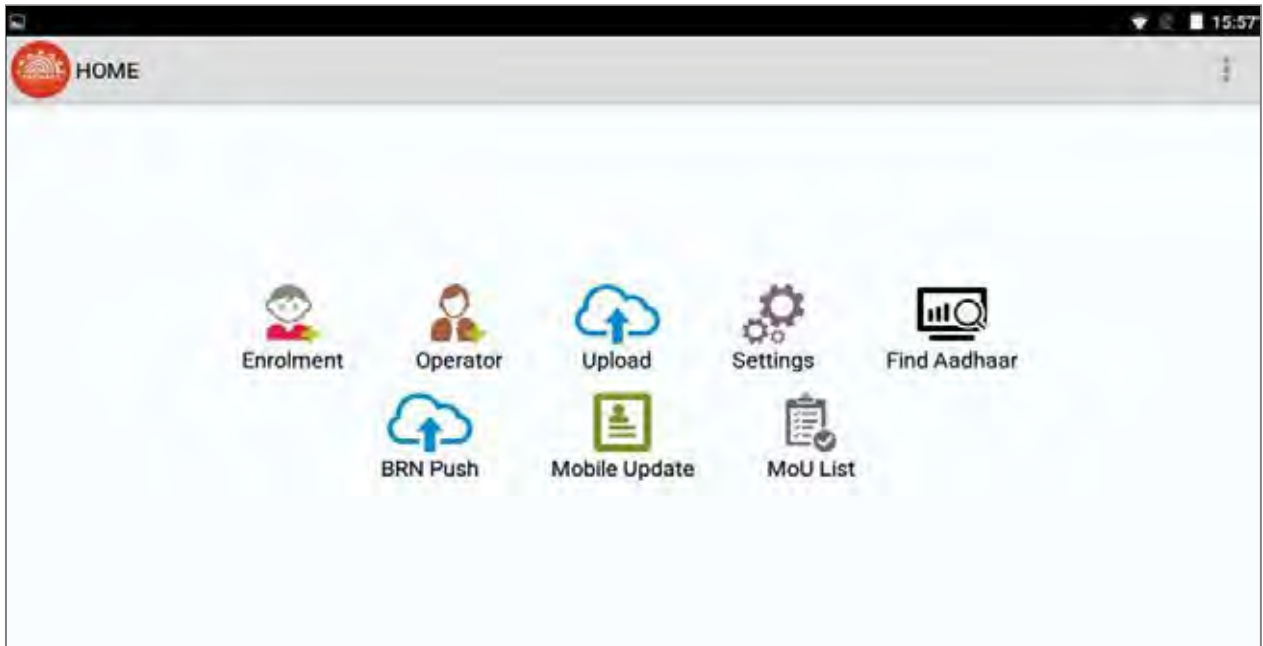 15:57
HOME
Enrolment Operator Upload Settings Find Aadhaar
BRN Push Mobile Update MoU List